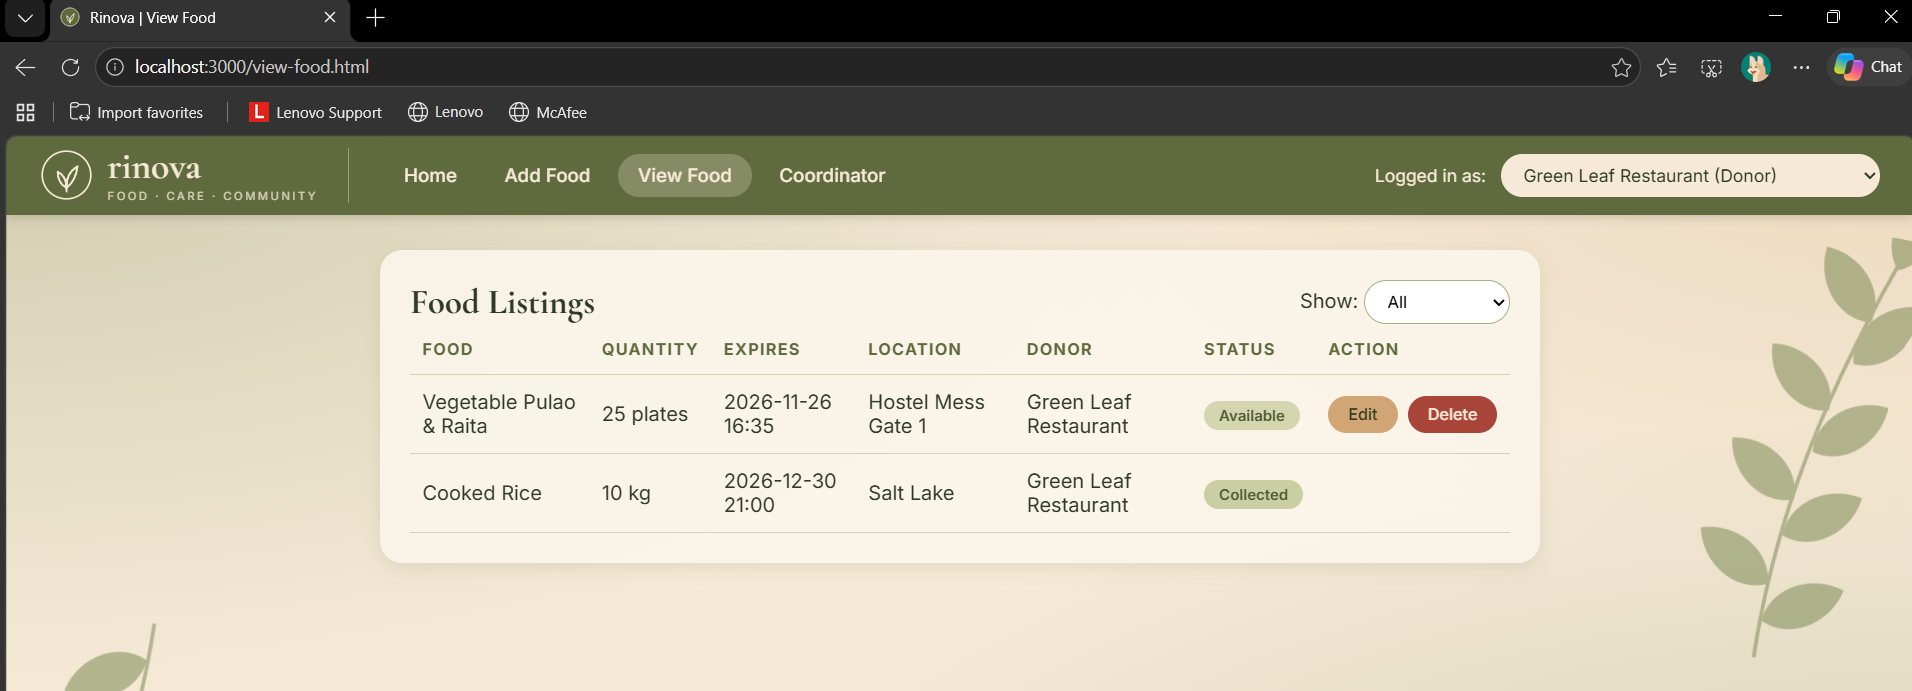 Rinova | View Food
localhost:3000/view-food.html
Chat
Import favorites
L Lenovo Support
Lenovo
McAfee
rinova
FOOD · CARE · COMMUNITY
Home
Add Food
View Food
Coordinator
Logged in as:
Green Leaf Restaurant (Donor)
Food Listings
Show:
All
FOOD QUANTITY EXPIRES LOCATION DONOR STATUS ACTION
Vegetable Pulao
& Raita
25 plates
2026-11-26
16:35
Hostel Mess
Gate 1
Green Leaf
Restaurant
Available
Edit
Delete
Cooked Rice
10 kg
2026-12-30
21:00
Salt Lake
Green Leaf
Restaurant
Collected